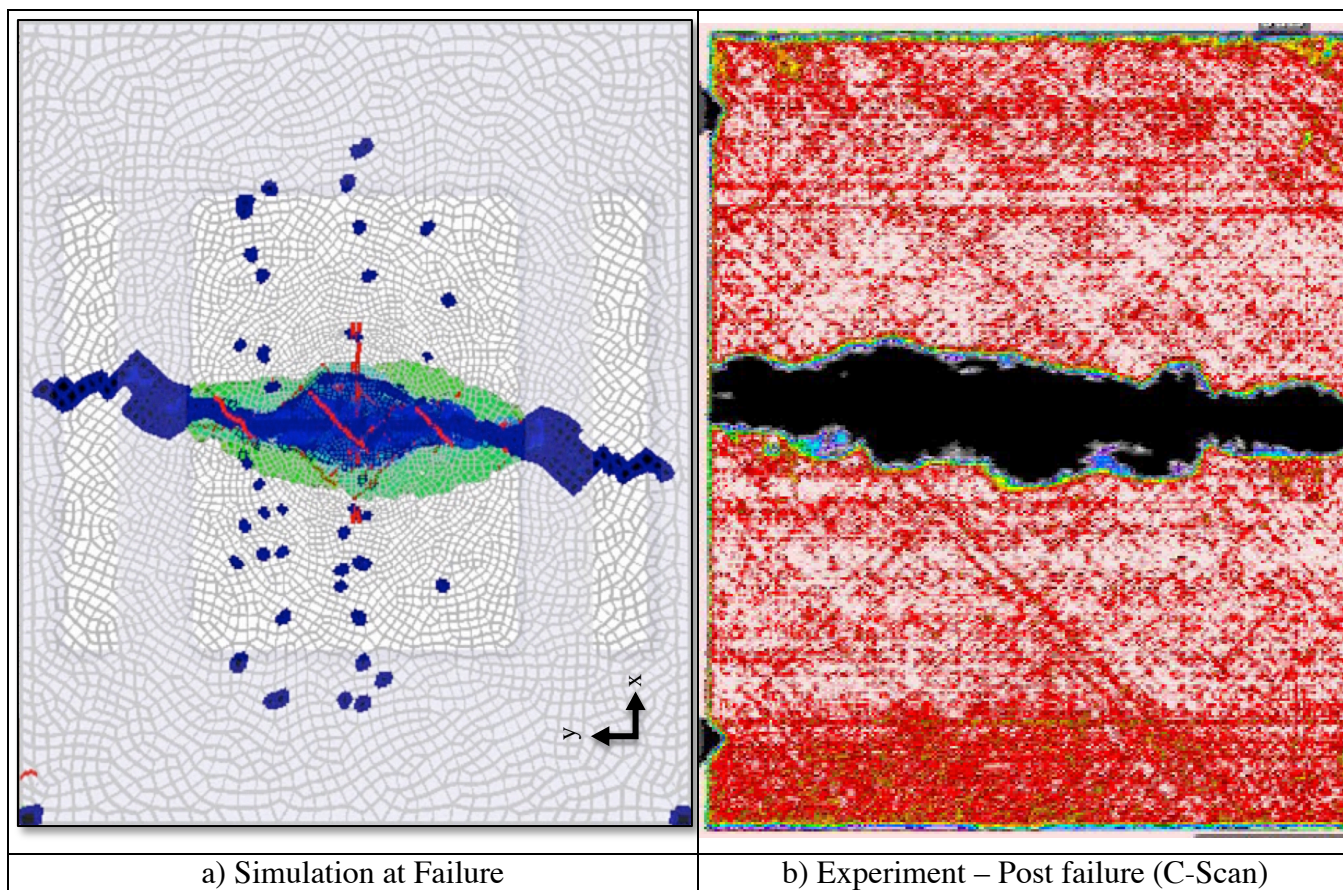 x
y
a) Simulation at Failure
b) Experiment – Post failure (C-Scan)